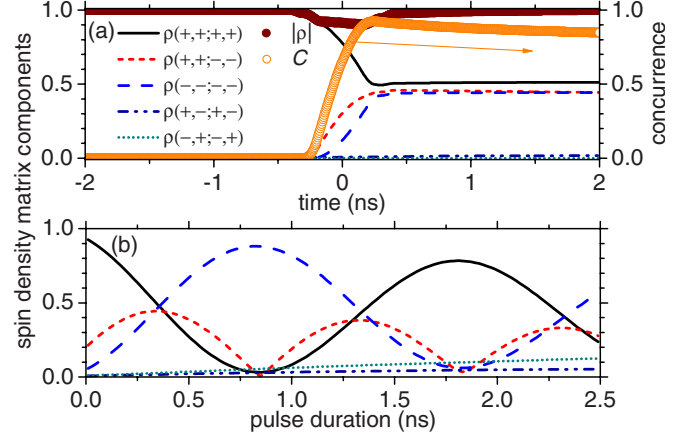 spin density matrix components
concurrence
(a)
ρ(+,+;+,+)
ρ(+,+;-,-)
ρ(-,-;-,-)
ρ(+,-;+,-)
ρ(-,+;-,+)
|ρ|
C
1.0
0.5
0.0
1.0
0.5
0.0
-2 -1 0 1 2
time (ns)
(b)
1.0
0.5
0.0
0.0 0.5 1.0 1.5 2.0 2.5
pulse duration (ns)